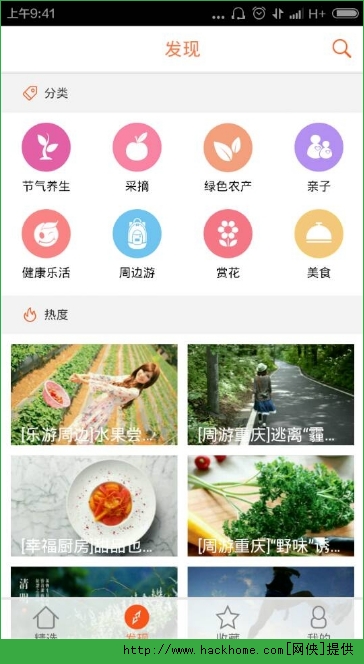 上午9:41
... H+
发现
分类
节气养生 采摘 绿色农产 亲子
健康乐活 周边游 赏花 美食
热度
[乐游周边]水果尝... [周游重庆]逃离“霾...
[幸福厨房]甜甜也... [周游重庆]“野味”诱...
清明
精选 发现 收藏 我的
http://www.hackhome.com[网侠]提供